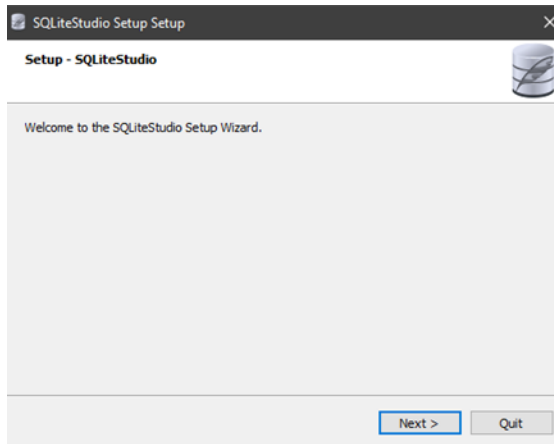 SQLiteStudio Setup Setup
Setup - SQLiteStudio
Welcome to the SQLiteStudio Setup Wizard.
Next >
Quit